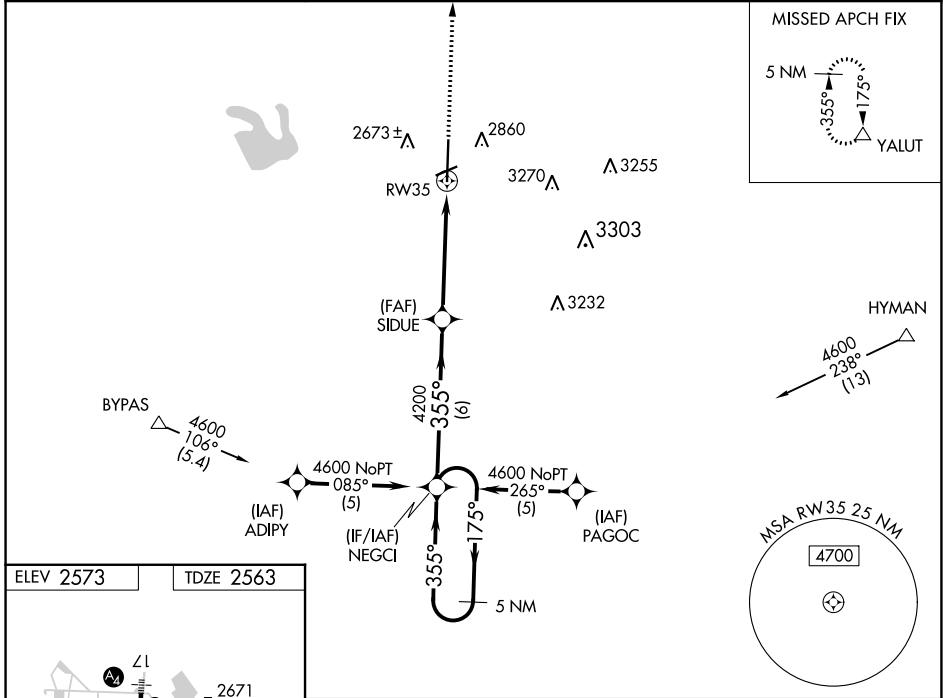 MISSED APCH FIX
5 NM
355°
175°
YALUT
2673±
2860
RW35
3270
3255
3303
3232
(FAF)
SIDUE
HYMAN
4600
238°
(13)
4200
355°
(6)
BYPAS
4600
106°
(5.4)
4600 NoPT
085°
(5)
4600 NoPT
265°
(5)
(IAF)
ADIPY
(IF/IAF)
NEGCI
(IAF)
PAGOC
355°
175°
5 NM
MSA RW35 25 NM
4700
ELEV 2573
TDZE 2563
A4
17
2671